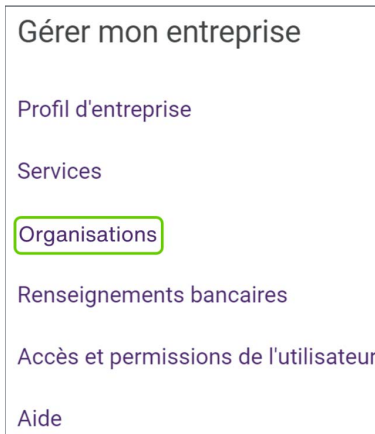 Gérer mon entreprise
Profil d'entreprise
Services
Organisations
Renseignements bancaires
Accès et permissions de l'utilisateur
Aide